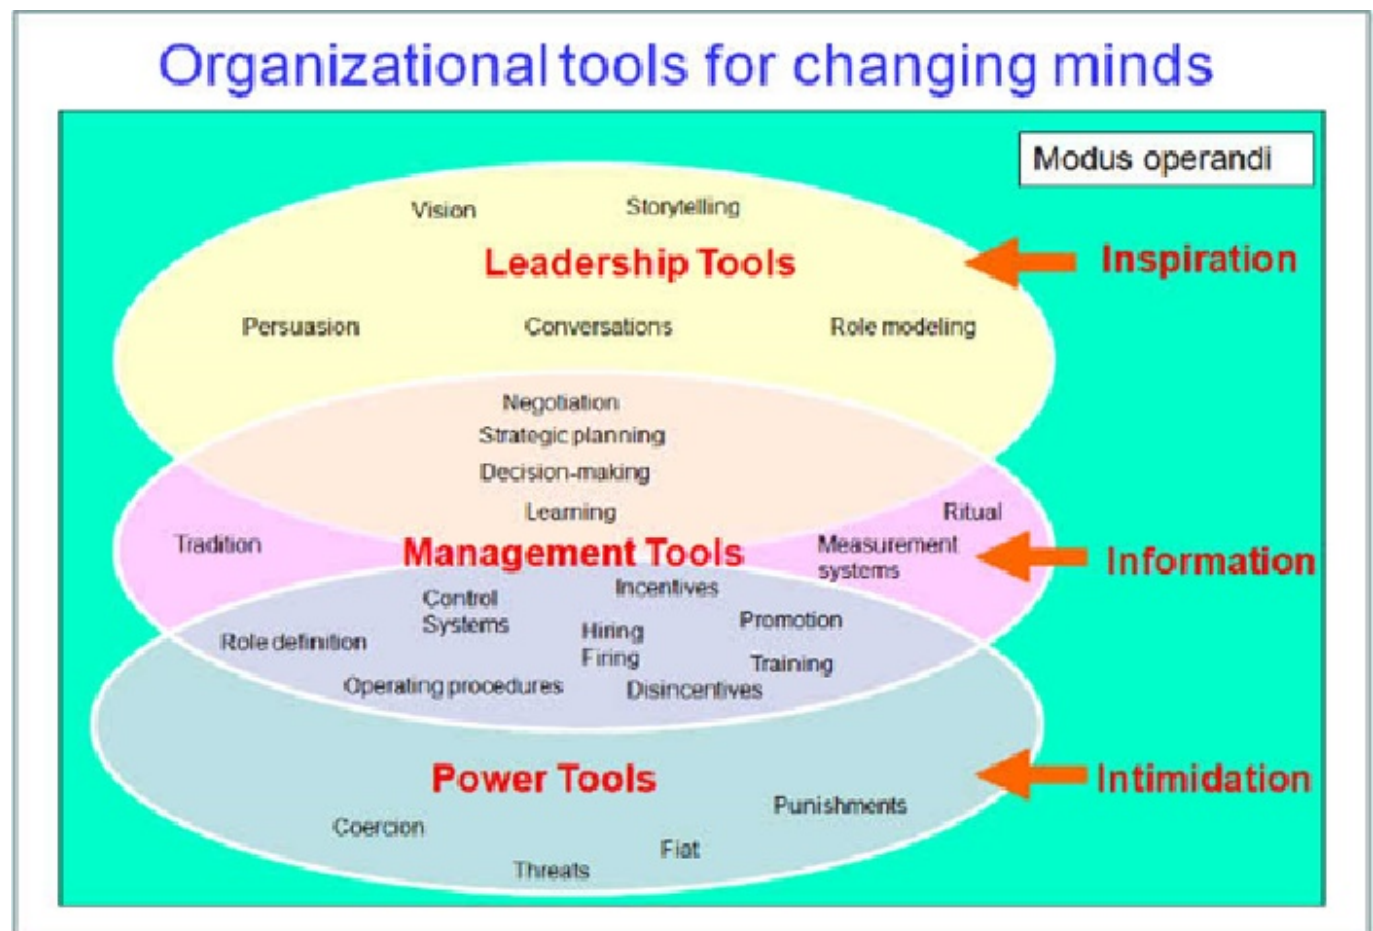 Organizational tools for changing minds
Modus operandi
Vision
Storytelling
Leadership Tools
Inspiration
Persuasion
Conversations
Role modeling
Negotiation
Strategic planning
Decision-making
Learning
Ritual
Tradition
Management Tools
Measurement
systems
Information
Incentives
Control
Systems
Promotion
Hiring
Firing
Role definition
Training
Operating procedures
Disincentives
Power Tools
Intimidation
Punishments
Coercion
Fiat
Threats